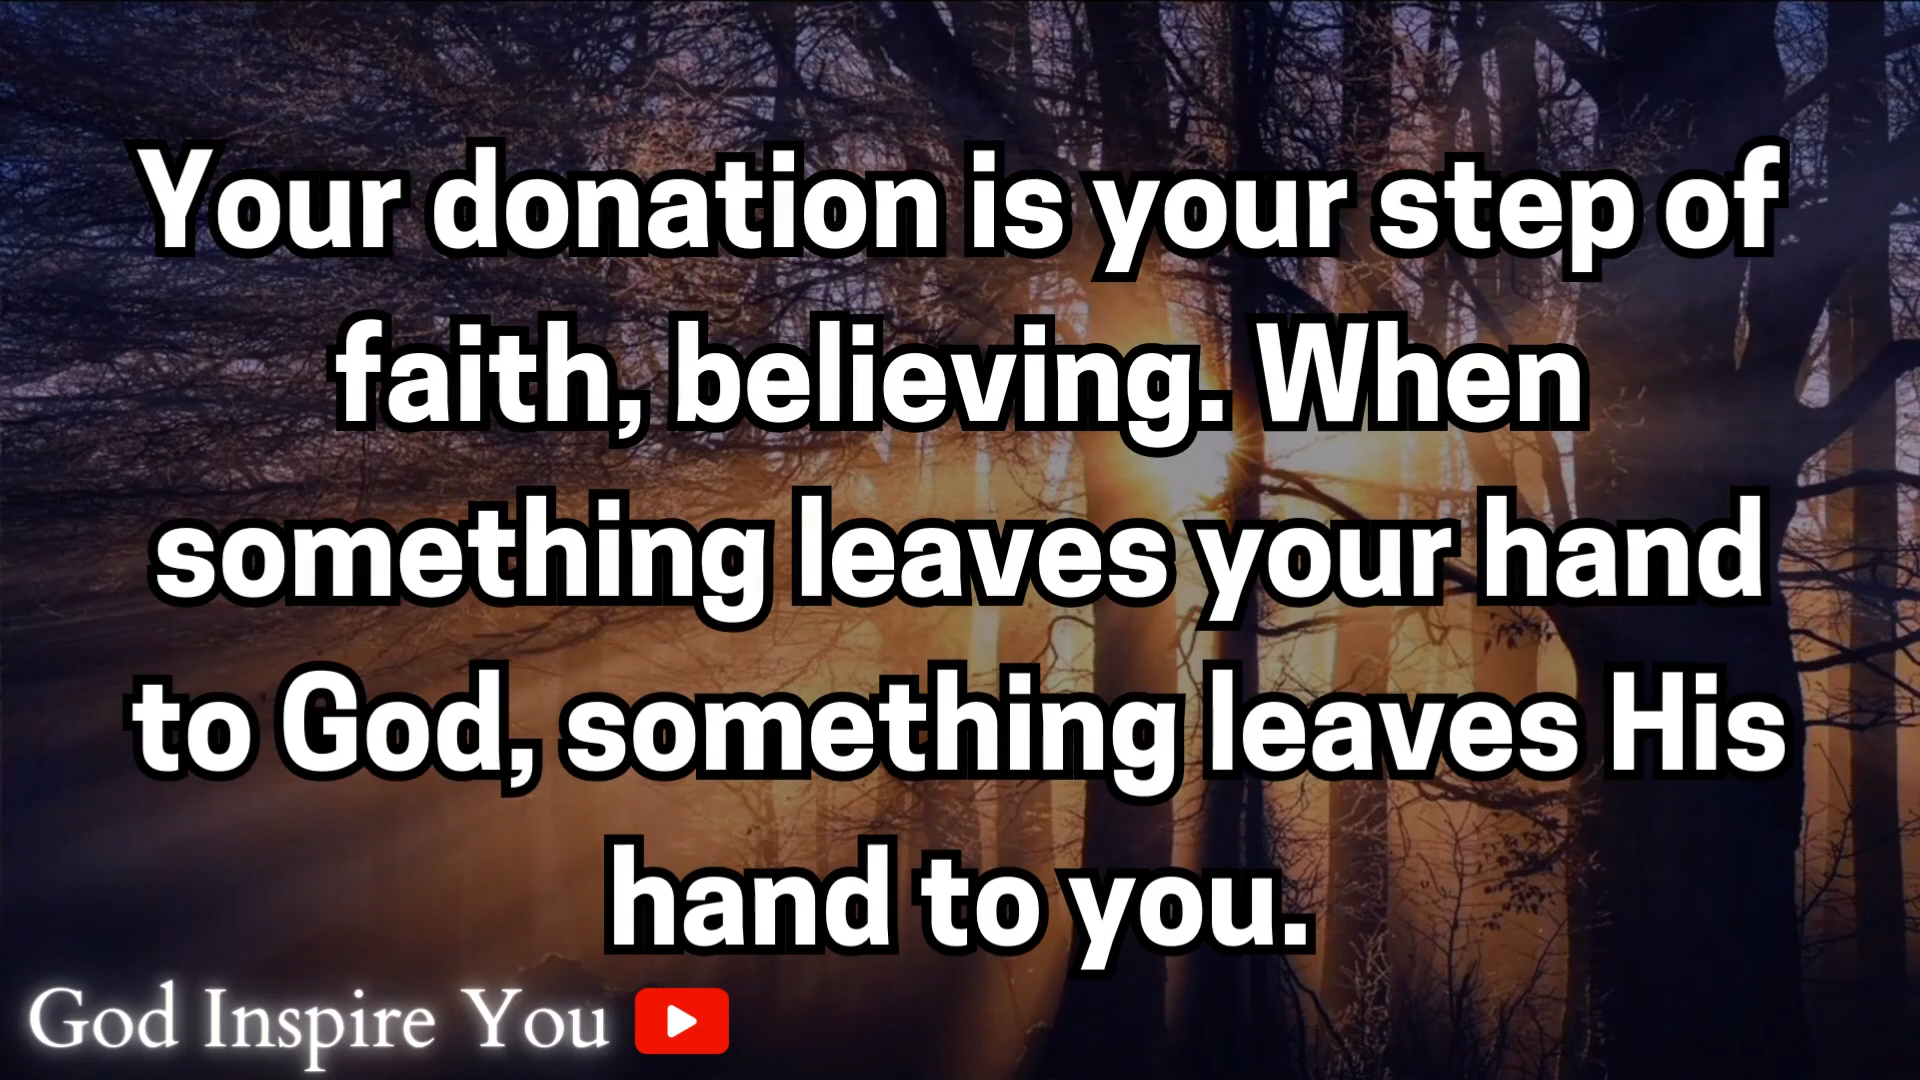 Your donation is your step of
faith, believing. When
something leaves your hand
to God, something leaves His
hand to you.
God Inspire You